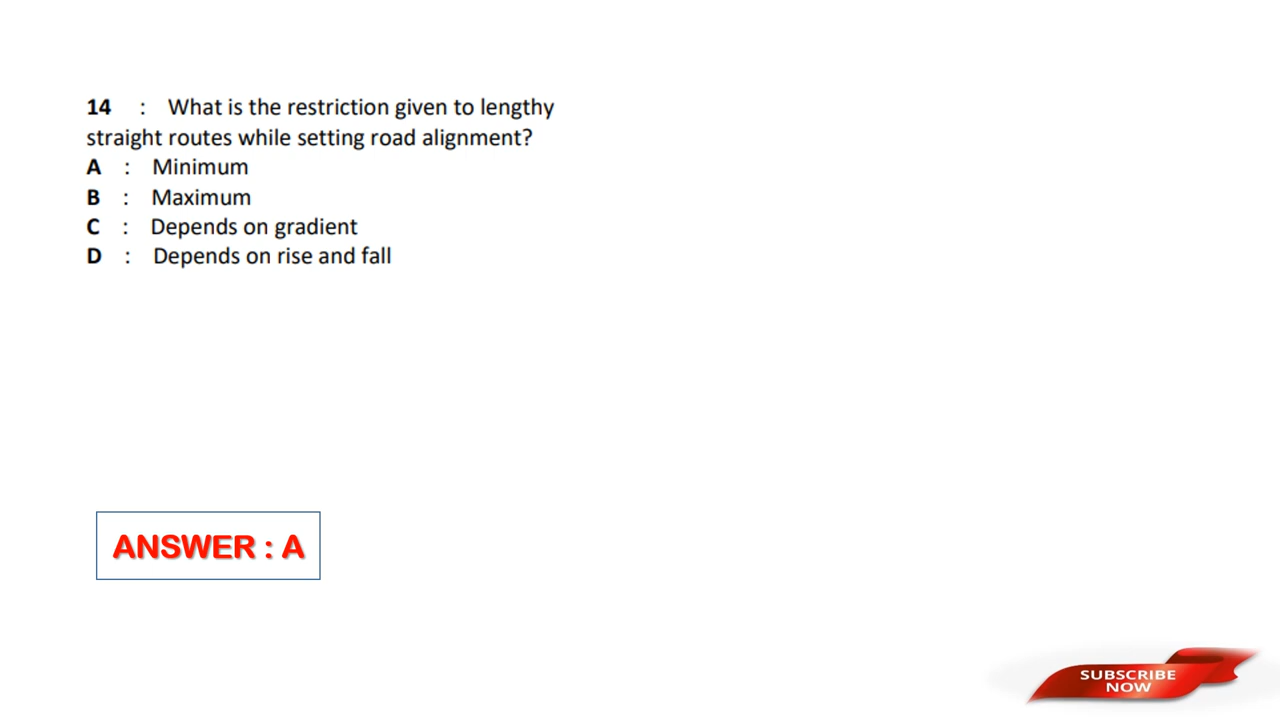 14 : What is the restriction given to lengthy
straight routes while setting road alignment?
A : Minimum
B : Maximum
C : Depends on gradient
D : Depends on rise and fall
ANSWER : A
SUBSCRIBE
NOW